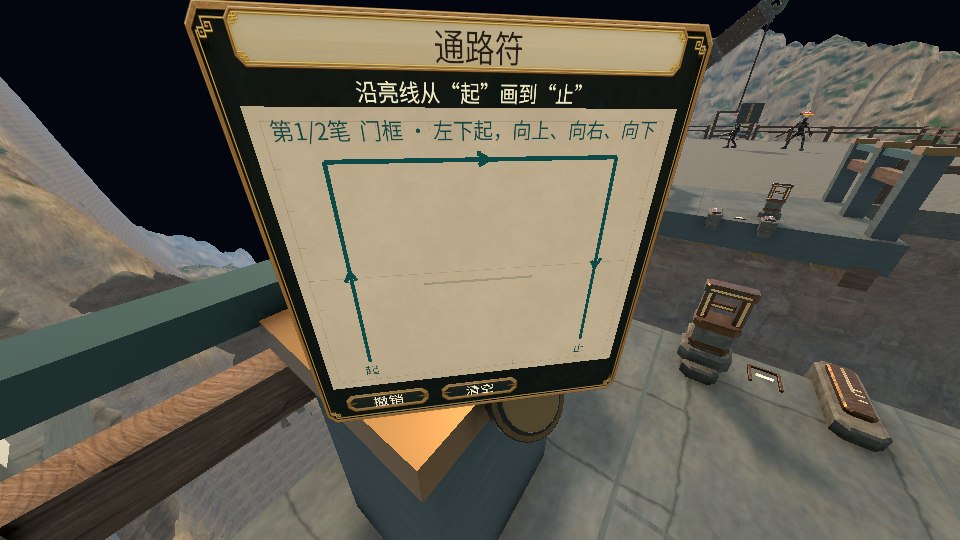 通路符
沿亮线从“起”画到“止”
第1/2笔 门框 · 左下起，向上、向右、向下
起
止
撤销
清空